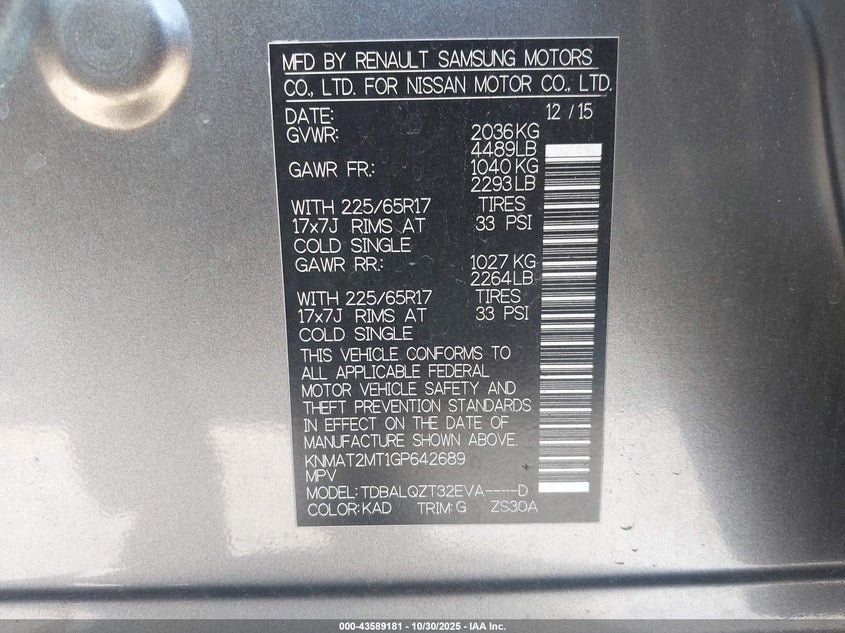 MFD BY RENAULT SAMSUNG MOTORS
CO., LTD. FOR NISSAN MOTOR CO., LTD.
DATE: 12 / 15
GVWR: 2036 KG
4489 LB
GAWR FR.: 1040 KG
2293 LB
WITH 225/65R17 TIRES
17x7J RIMS AT 33 PSI
COLD SINGLE
GAWR RR.: 1027 KG
2264 LB
WITH 225/65R17 TIRES
17x7J RIMS AT 33 PSI
COLD SINGLE
THIS VEHICLE CONFORMS TO
ALL APPLICABLE FEDERAL
MOTOR VEHICLE SAFETY AND
THEFT PREVENTION STANDARDS
IN EFFECT ON THE DATE OF
MANUFACTURE SHOWN ABOVE.
KNMAT2MT1GP642689
MPV
MODEL: TDBALQZT32EVA-----D
COLOR: KAD TRIM: G ZS30A
000-43589181 - 10/30/2025 - IAA Inc.